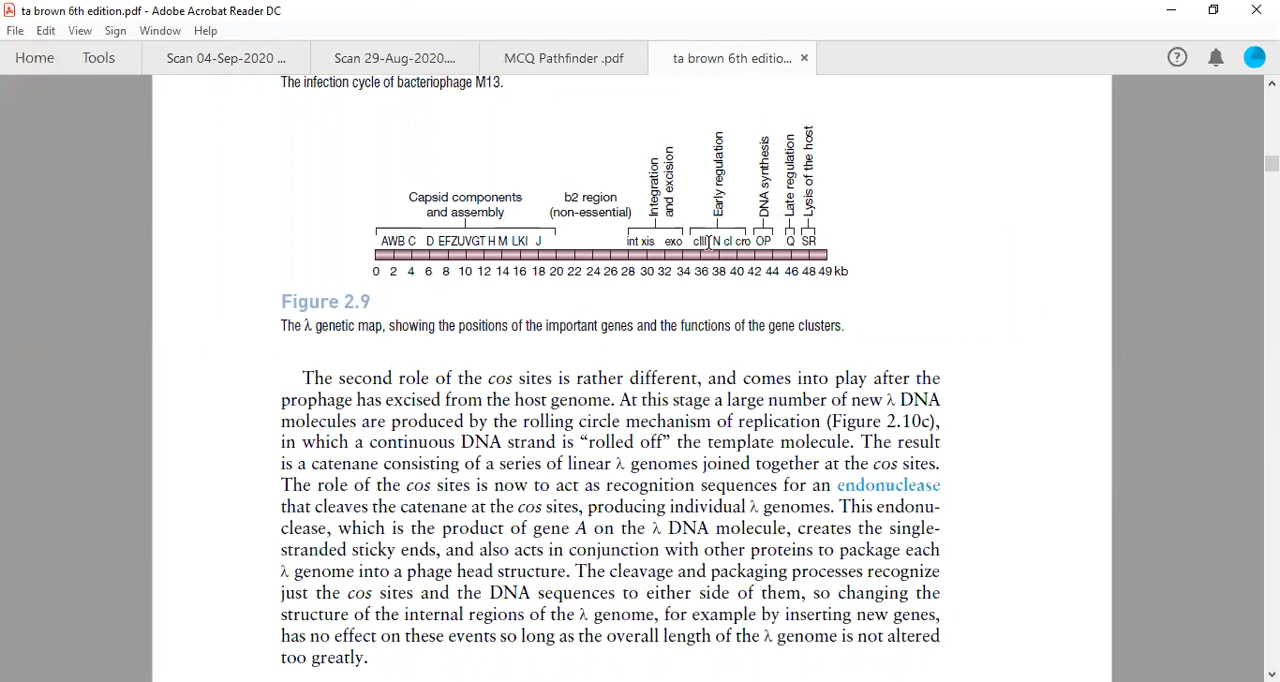 ta brown 6th edition.pdf - Adobe Acrobat Reader DC
File Edit View Sign Window Help
Home Tools Scan 04-Sep-2020 ... Scan 29-Aug-2020.... MCQ Pathfinder .pdf ta brown 6th editio... ×
The infection cycle of bacteriophage M13.
Capsid components
and assembly
b2 region
(non-essential)
Integration
and excision
Early regulation
DNA synthesis
Late regulation
Lysis of the host
AWB C D EFZUVGT H M LKI J int xis exo cIII N cI cro OP Q SR
0 2 4 6 8 10 12 14 16 18 20 22 24 26 28 30 32 34 36 38 40 42 44 46 48 49 kb
Figure 2.9
The λ genetic map, showing the positions of the important genes and the functions of the gene clusters.
The second role of the cos sites is rather different, and comes into play after the
prophage has excised from the host genome. At this stage a large number of new λ DNA
molecules are produced by the rolling circle mechanism of replication (Figure 2.10c),
in which a continuous DNA strand is “rolled off” the template molecule. The result
is a catenane consisting of a series of linear λ genomes joined together at the cos sites.
The role of the cos sites is now to act as recognition sequences for an endonuclease
that cleaves the catenane at the cos sites, producing individual λ genomes. This endonu-
clease, which is the product of gene A on the λ DNA molecule, creates the single-
stranded sticky ends, and also acts in conjunction with other proteins to package each
λ genome into a phage head structure. The cleavage and packaging processes recognize
just the cos sites and the DNA sequences to either side of them, so changing the
structure of the internal regions of the λ genome, for example by inserting new genes,
has no effect on these events so long as the overall length of the λ genome is not altered
too greatly.